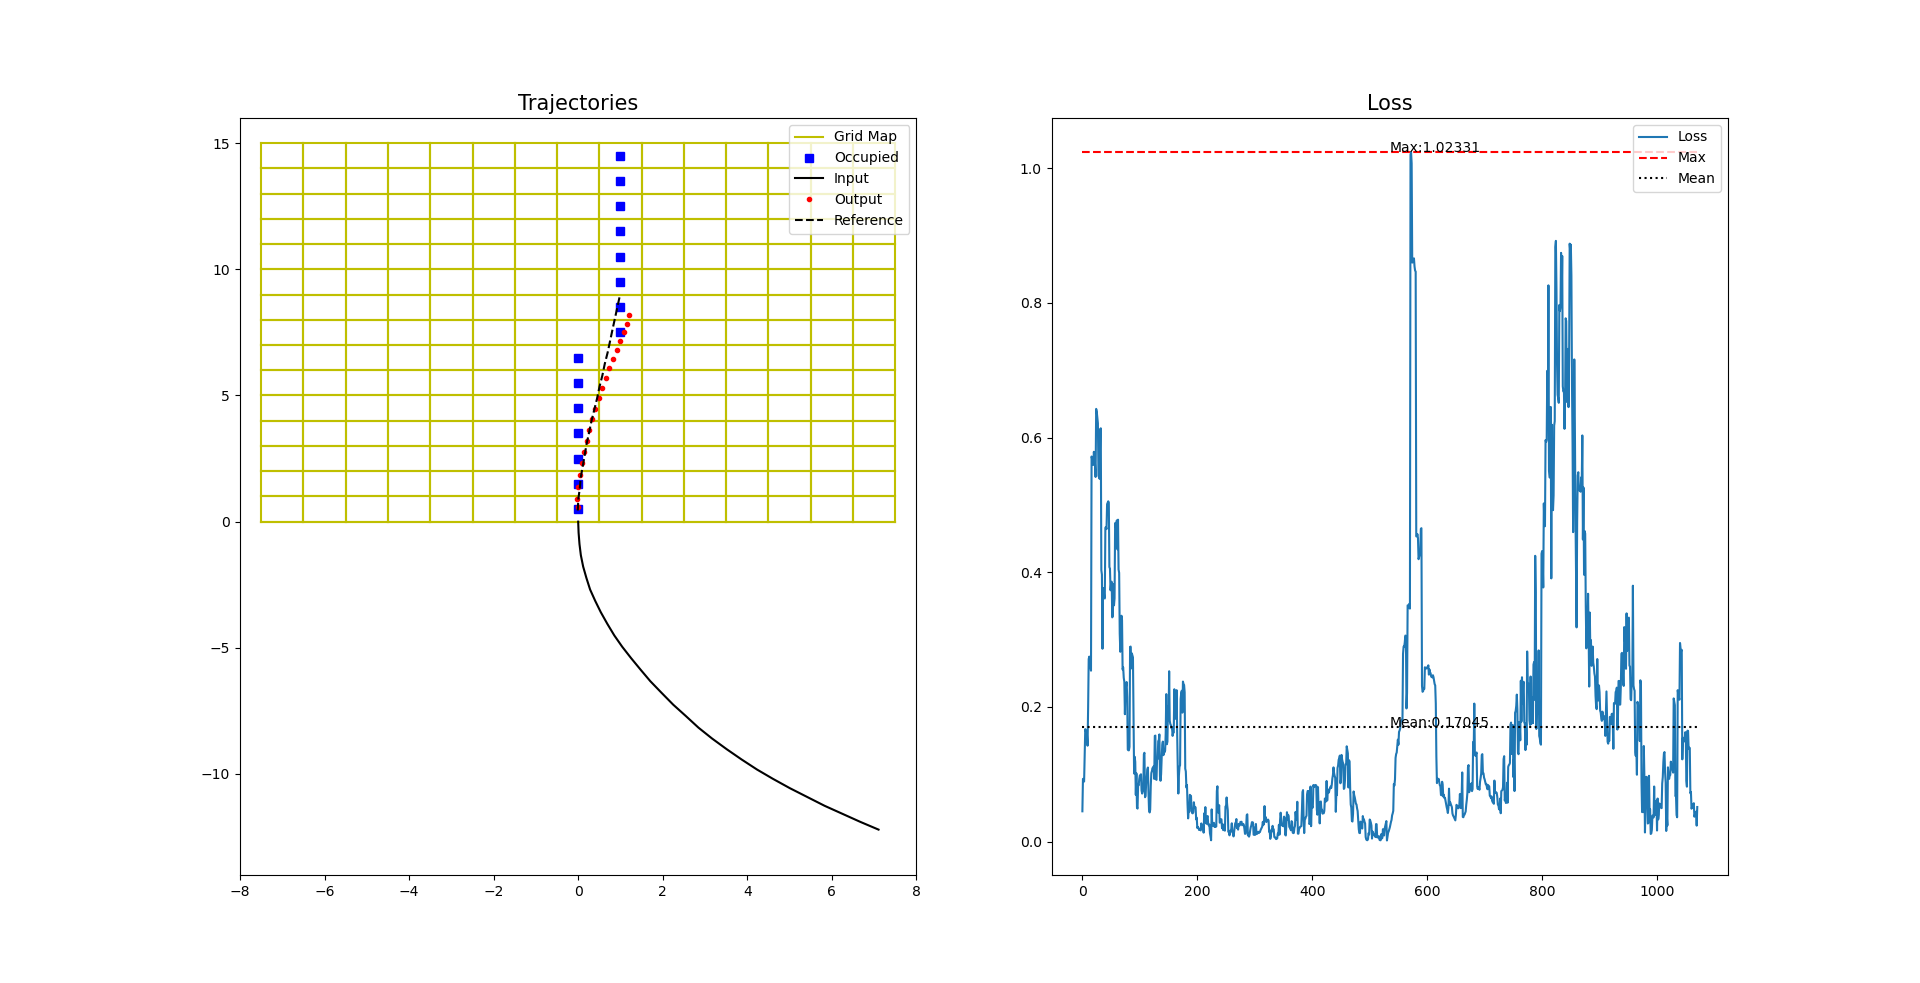 Trajectories
15
10
5
0
−5
−10
−8
−6
−4
−2
0
2
4
6
8
Grid Map
Occupied
Input
Output
Reference
Loss
1.0
0.8
0.6
0.4
0.2
0.0
0
200
400
600
800
1000
Max:1.02331
Mean:0.17045
Loss
Max
Mean